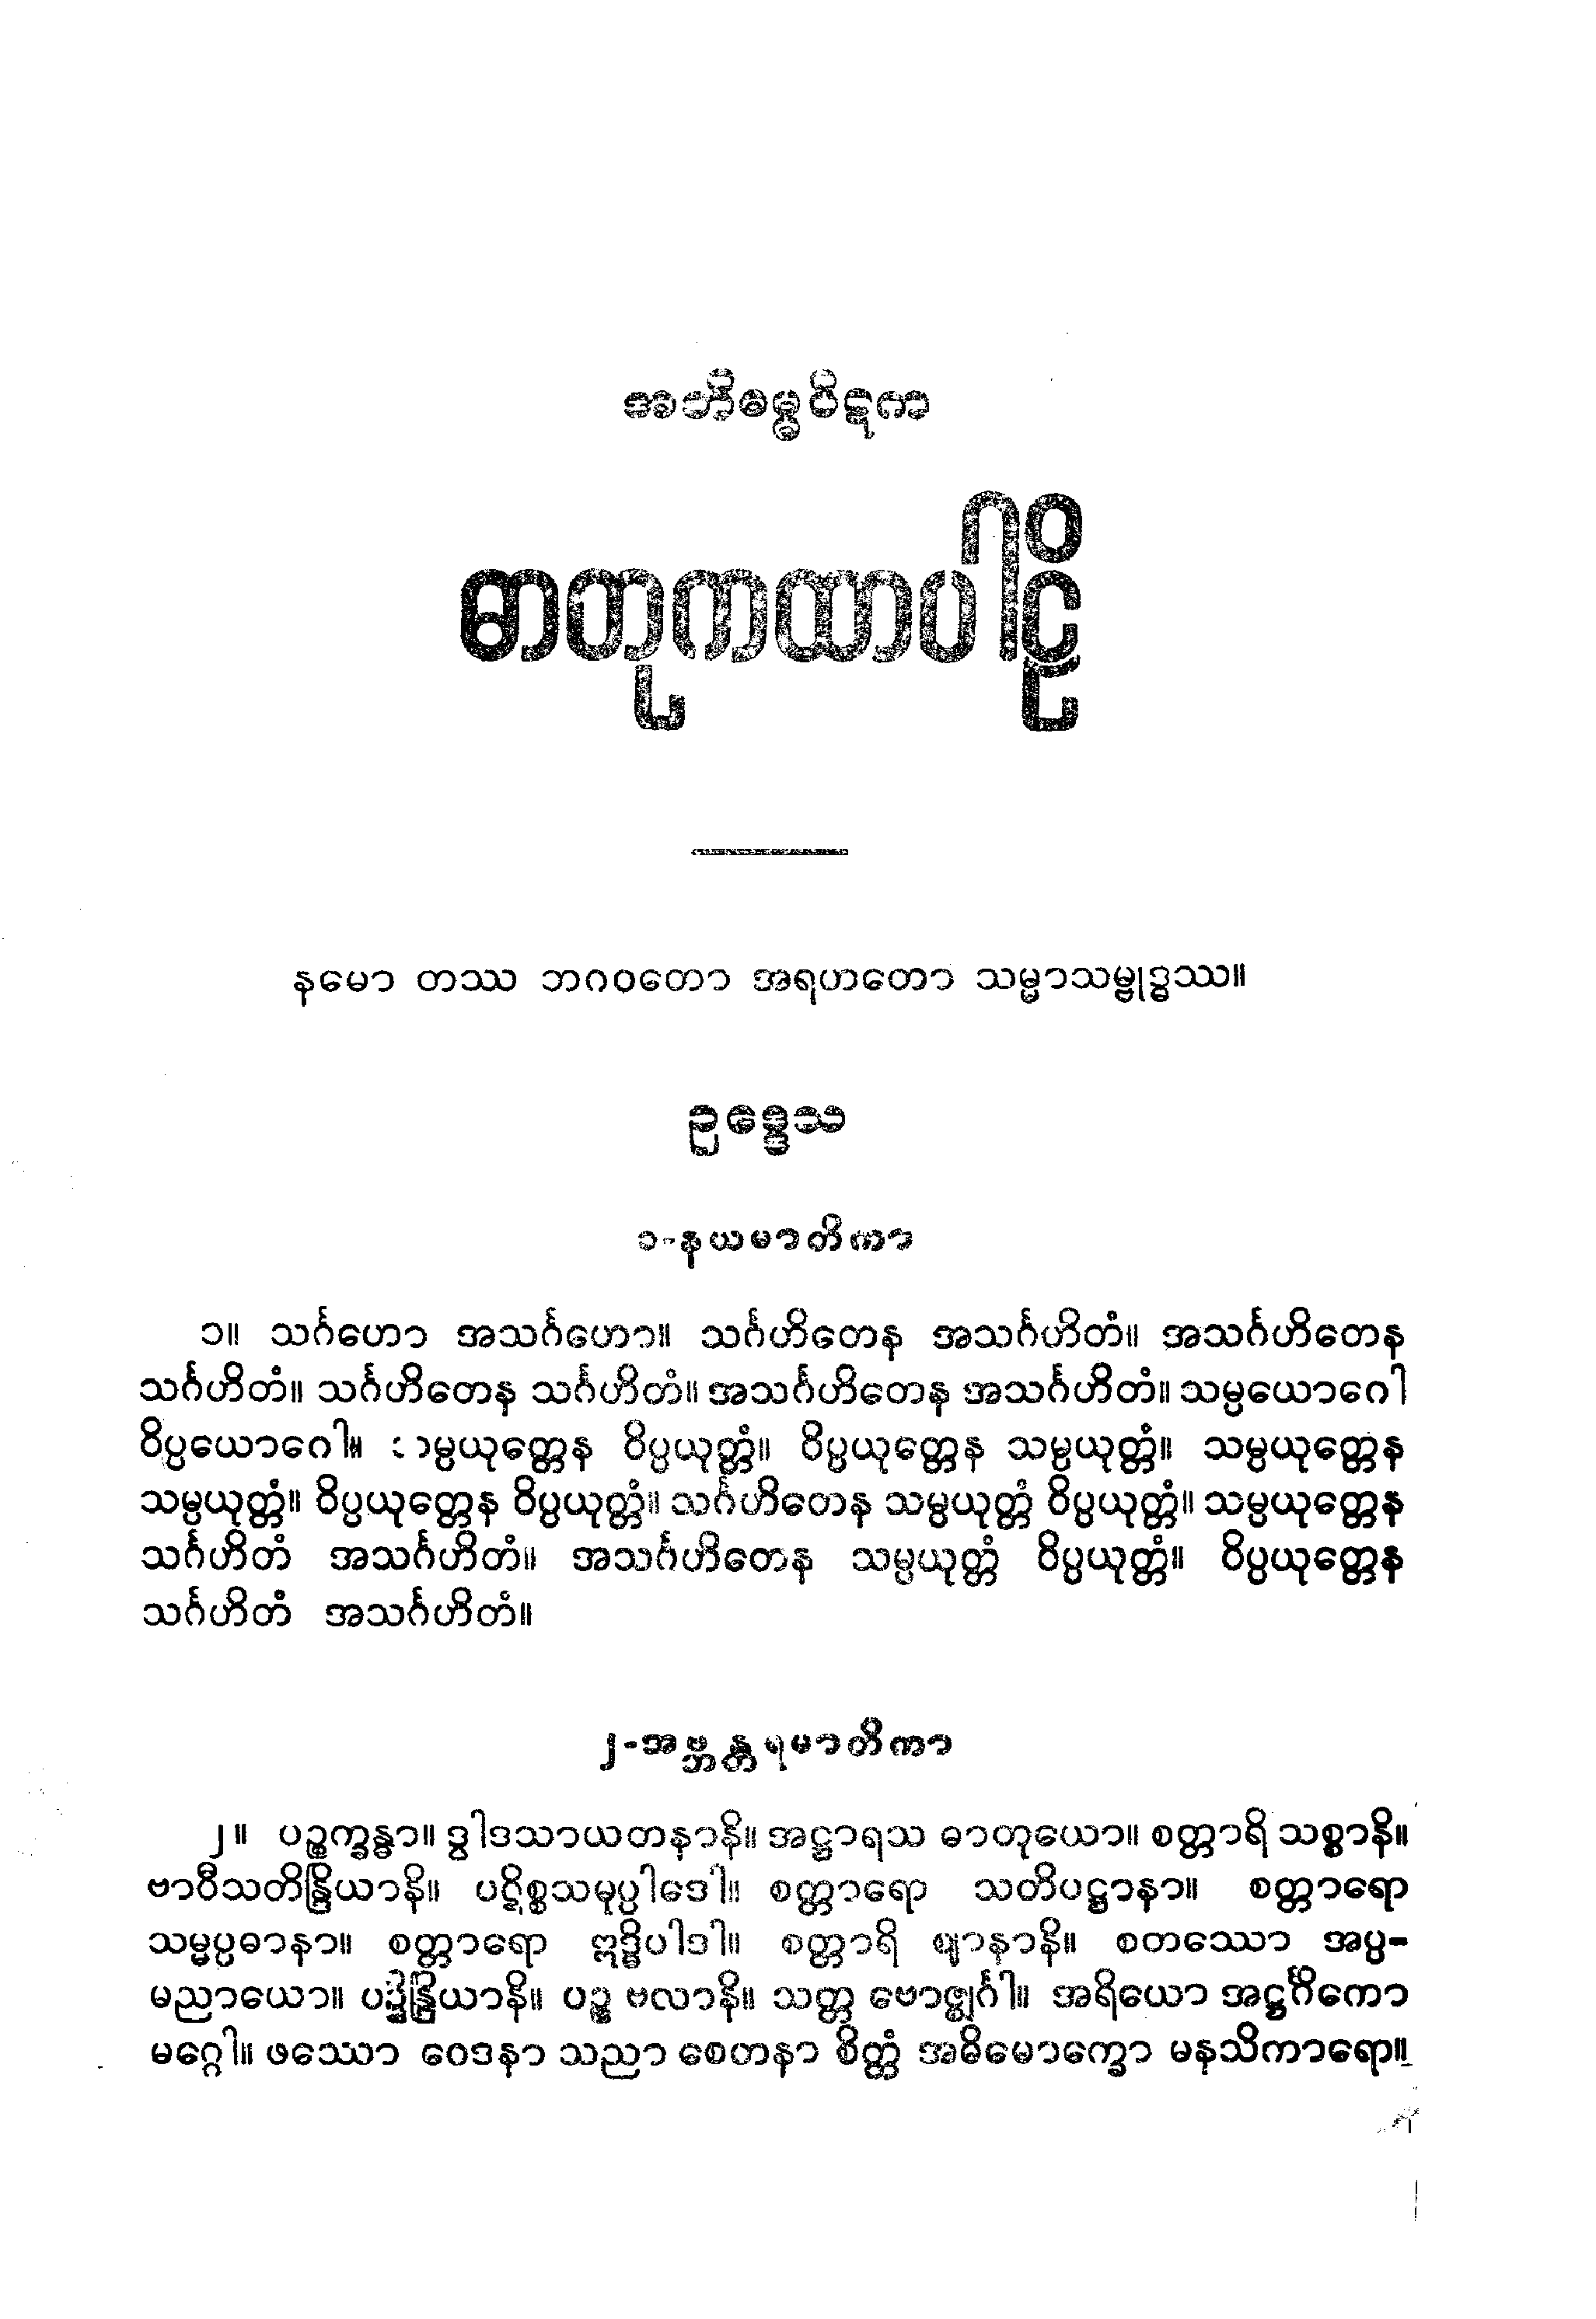 အဘိဓမ္မပိဋက
ဓာတုကထာပါဠိ
နမော တဿ ဘဂဝတော အရဟတော သမ္မာသမ္ဗုဒ္ဓဿ။
ဥဒ္ဒေသ
၁-နယမာတိကာ
၁။ သင်္ဂဟော အသင်္ဂဟော။ သင်္ဂဟိတေန အသင်္ဂဟိတံ။ အသင်္ဂဟိတေန
သင်္ဂဟိတံ။ သင်္ဂဟိတေန သင်္ဂဟိတံ။ အသင်္ဂဟိတေန အသင်္ဂဟိတံ။ သမ္ပယောဂေါ
ဝိပ္ပယောဂေါ။ သမ္ပယုတ္တေန ဝိပ္ပယုတ္တံ။ ဝိပ္ပယုတ္တေန သမ္ပယုတ္တံ။ သမ္ပယုတ္တေန
သမ္ပယုတ္တံ။ ဝိပ္ပယုတ္တေန ဝိပ္ပယုတ္တံ။ သင်္ဂဟိတေန သမ္ပယုတ္တံ ဝိပ္ပယုတ္တံ။ သမ္ပယုတ္တေန
သင်္ဂဟိတံ အသင်္ဂဟိတံ။ အသင်္ဂဟိတေန သမ္ပယုတ္တံ ဝိပ္ပယုတ္တံ။ ဝိပ္ပယုတ္တေန
သင်္ဂဟိတံ အသင်္ဂဟိတံ။
၂-အဗ္ဘန္တရမာတိကာ
၂။ ပဉ္စက္ခန္ဓာ။ ဒွါဒသာယတနာနိ။ အဋ္ဌာရသ ဓာတုယော။ စတ္တာရိ သစ္စာနိ။
ဗာဝီသတိန္ဒြိယာနိ။ ပဋိစ္စသမုပ္ပါဒေါ။ စတ္တာရော သတိပဋ္ဌာနာ။ စတ္တာရော
သမ္မပ္ပဓာနာ။ စတ္တာရော ဣဒ္ဓိပါဒါ။ စတ္တာရိ ဈာနာနိ။ စတဿော အပ္ပ-
မညာယော။ ပဉ္စိန္ဒြိယာနိ။ ပဉ္စ ဗလာနိ။ သတ္တ ဗောဇ္ဈင်္ဂါ။ အရိယော အဋ္ဌင်္ဂိကော
မဂ္ဂေါ။ ဖဿော ဝေဒနာ သညာ စေတနာ စိတ္တံ အဓိမောက္ခော မနသိကာရော။